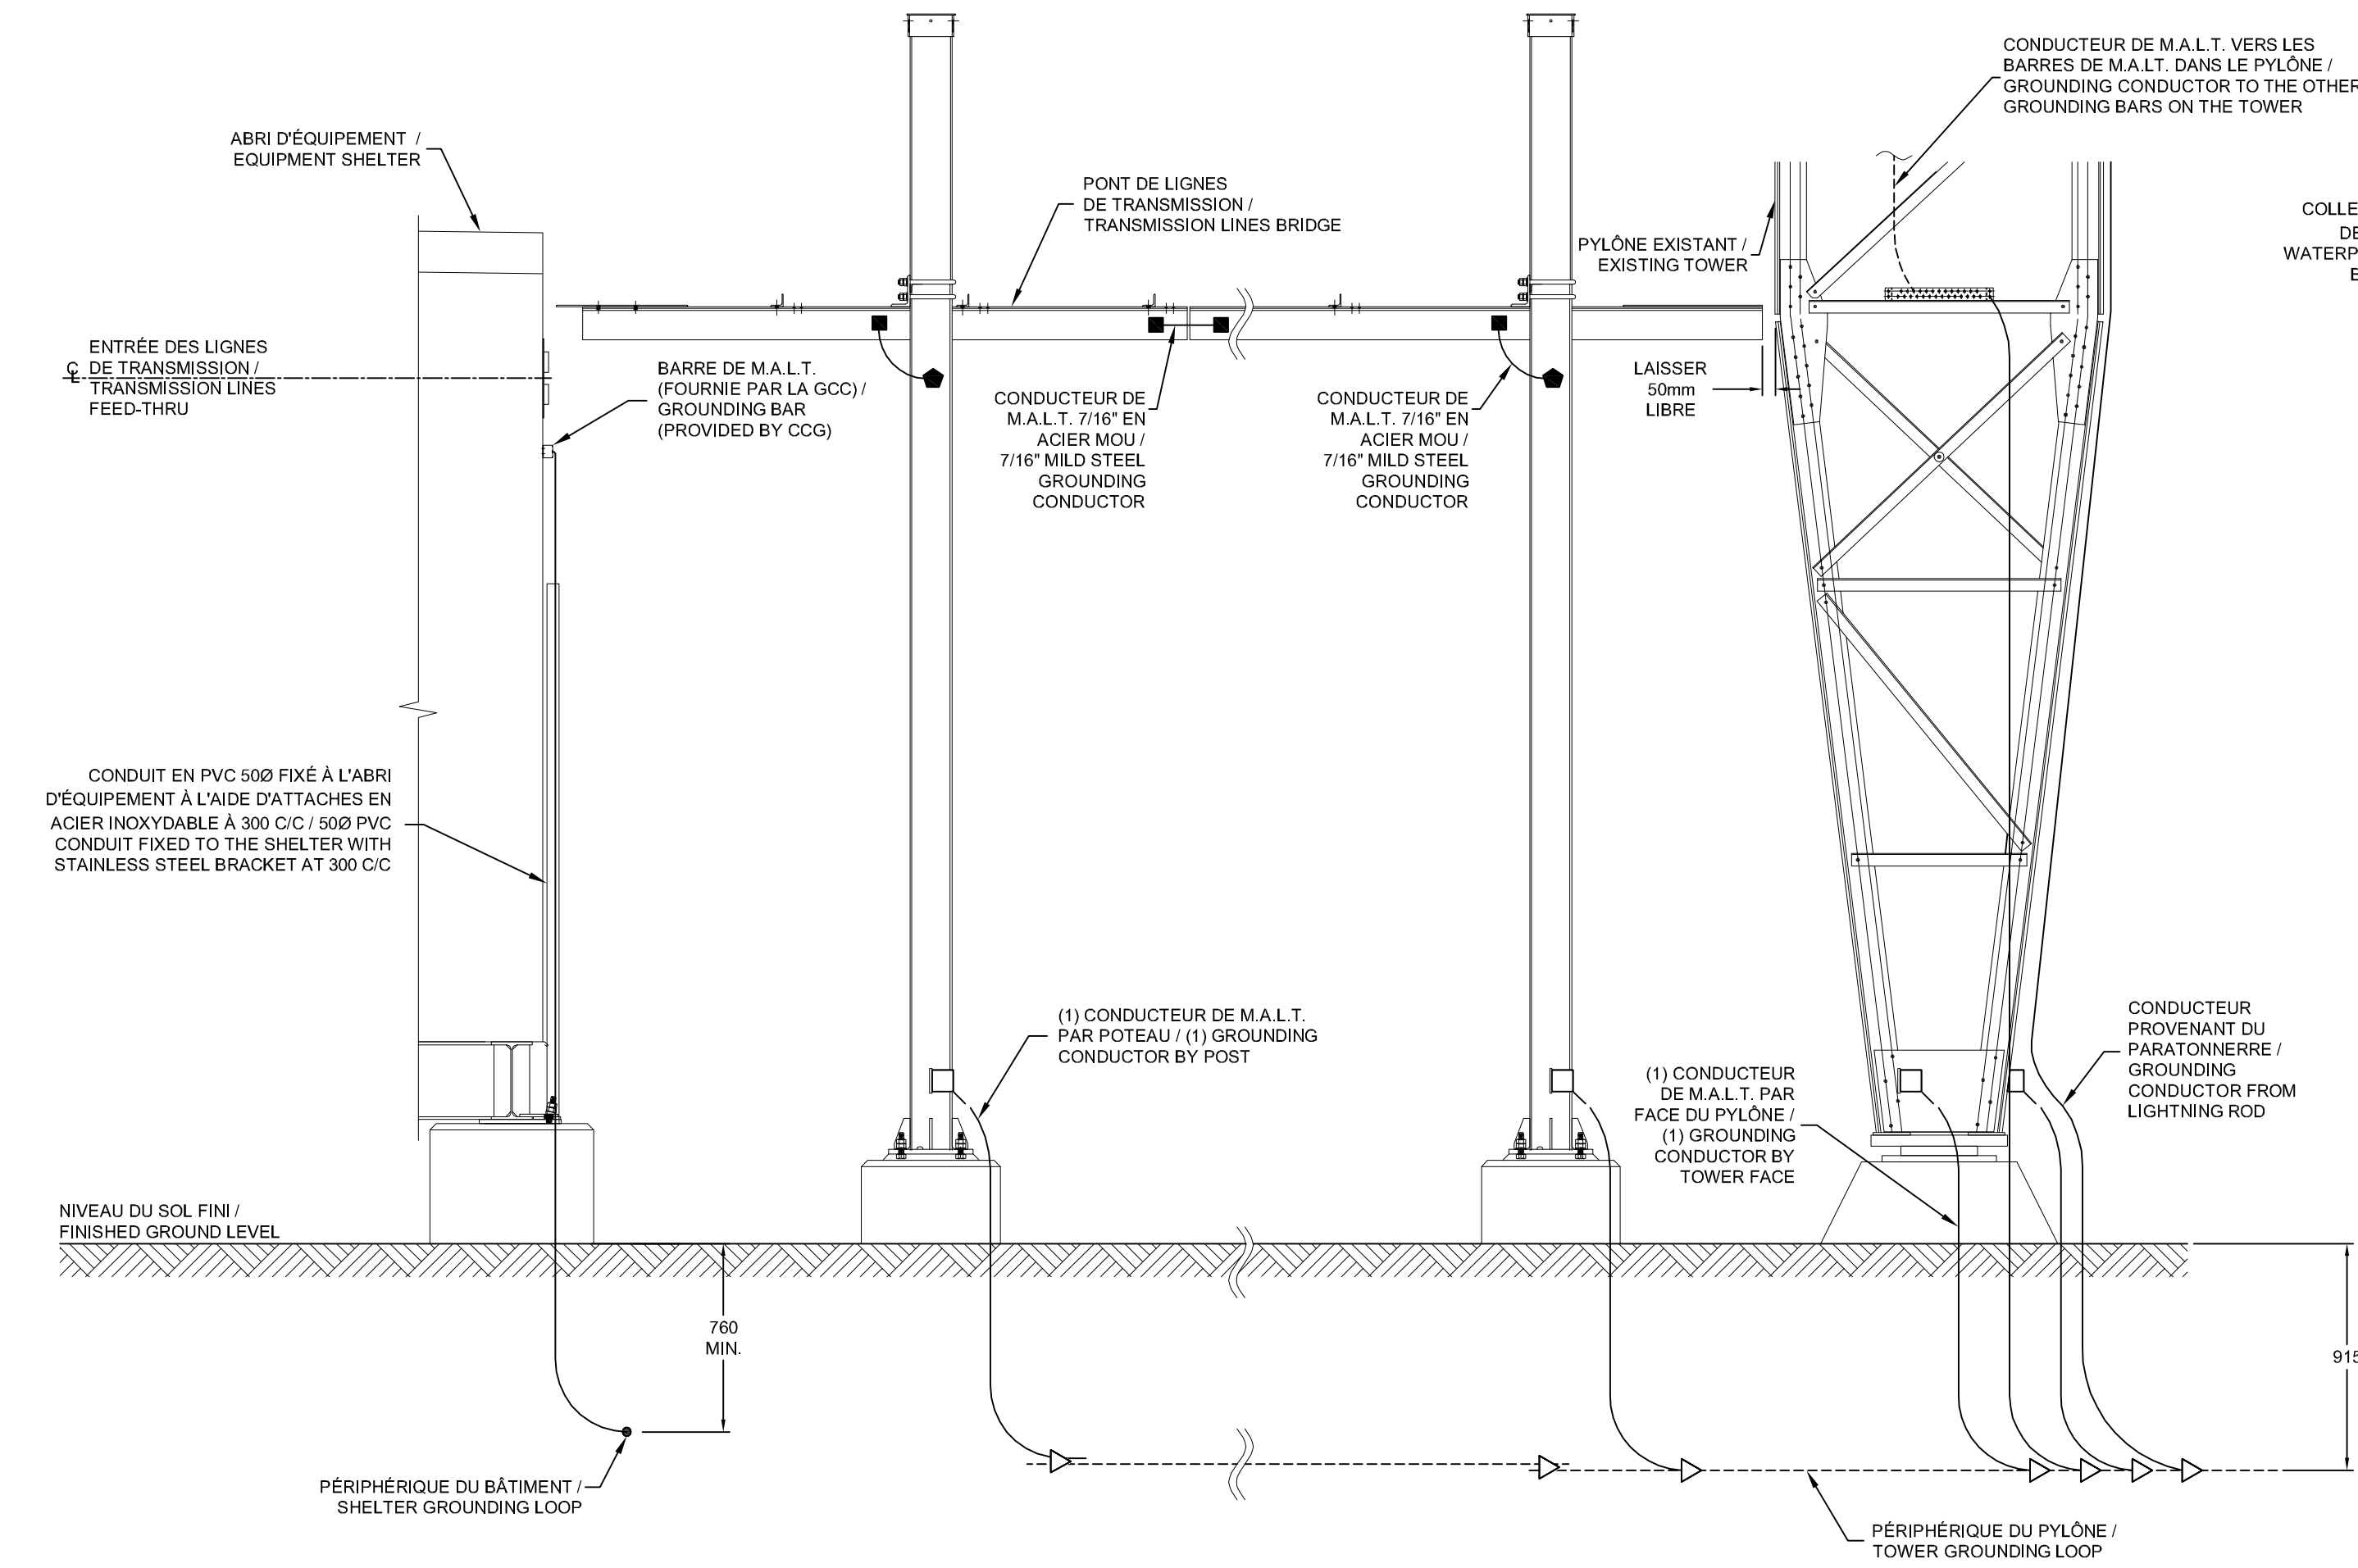 CONDUCTEUR DE M.A.L.T. VERS LES
BARRES DE M.A.LT. DANS LE PYLÔNE /
GROUNDING CONDUCTOR TO THE OTHER
GROUNDING BARS ON THE TOWER
ABRI D'ÉQUIPEMENT /
EQUIPMENT SHELTER
PONT DE LIGNES
DE TRANSMISSION /
TRANSMISSION LINES BRIDGE
PYLÔNE EXISTANT /
EXISTING TOWER
ENTRÉE DES LIGNES
DE TRANSMISSION /
TRANSMISSION LINES
FEED-THRU
BARRE DE M.A.L.T.
(FOURNIE PAR LA GCC) /
GROUNDING BAR
(PROVIDED BY CCG)
CONDUCTEUR DE
M.A.L.T. 7/16" EN
ACIER MOU /
7/16" MILD STEEL
GROUNDING
CONDUCTOR
CONDUCTEUR DE
M.A.L.T. 7/16" EN
ACIER MOU /
7/16" MILD STEEL
GROUNDING
CONDUCTOR
LAISSER
50mm
LIBRE
CONDUIT EN PVC 50Ø FIXÉ À L'ABRI
D'ÉQUIPEMENT À L'AIDE D'ATTACHES EN
ACIER INOXYDABLE À 300 C/C / 50Ø PVC
CONDUIT FIXED TO THE SHELTER WITH
STAINLESS STEEL BRACKET AT 300 C/C
(1) CONDUCTEUR DE M.A.L.T.
PAR POTEAU / (1) GROUNDING
CONDUCTOR BY POST
(1) CONDUCTEUR
DE M.A.L.T. PAR
FACE DU PYLÔNE /
(1) GROUNDING
CONDUCTOR BY
TOWER FACE
CONDUCTEUR
PROVENANT DU
PARATONNERRE /
GROUNDING
CONDUCTOR FROM
LIGHTNING ROD
NIVEAU DU SOL FINI /
FINISHED GROUND LEVEL
760
MIN.
915
PÉRIPHÉRIQUE DU BÂTIMENT /
SHELTER GROUNDING LOOP
PÉRIPHÉRIQUE DU PYLÔNE /
TOWER GROUNDING LOOP